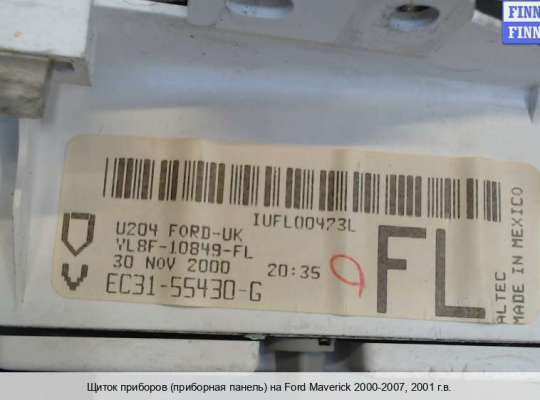 FINN
FINN
IUFL00473L
U204 FORD-UK
YL8F-10849-FL
30 NOV 2000 20:35
EC31-55430-G
FL
ALTEC
MADE IN MEXICO
Щиток приборов (приборная панель) на Ford Maverick 2000-2007, 2001 г.в.